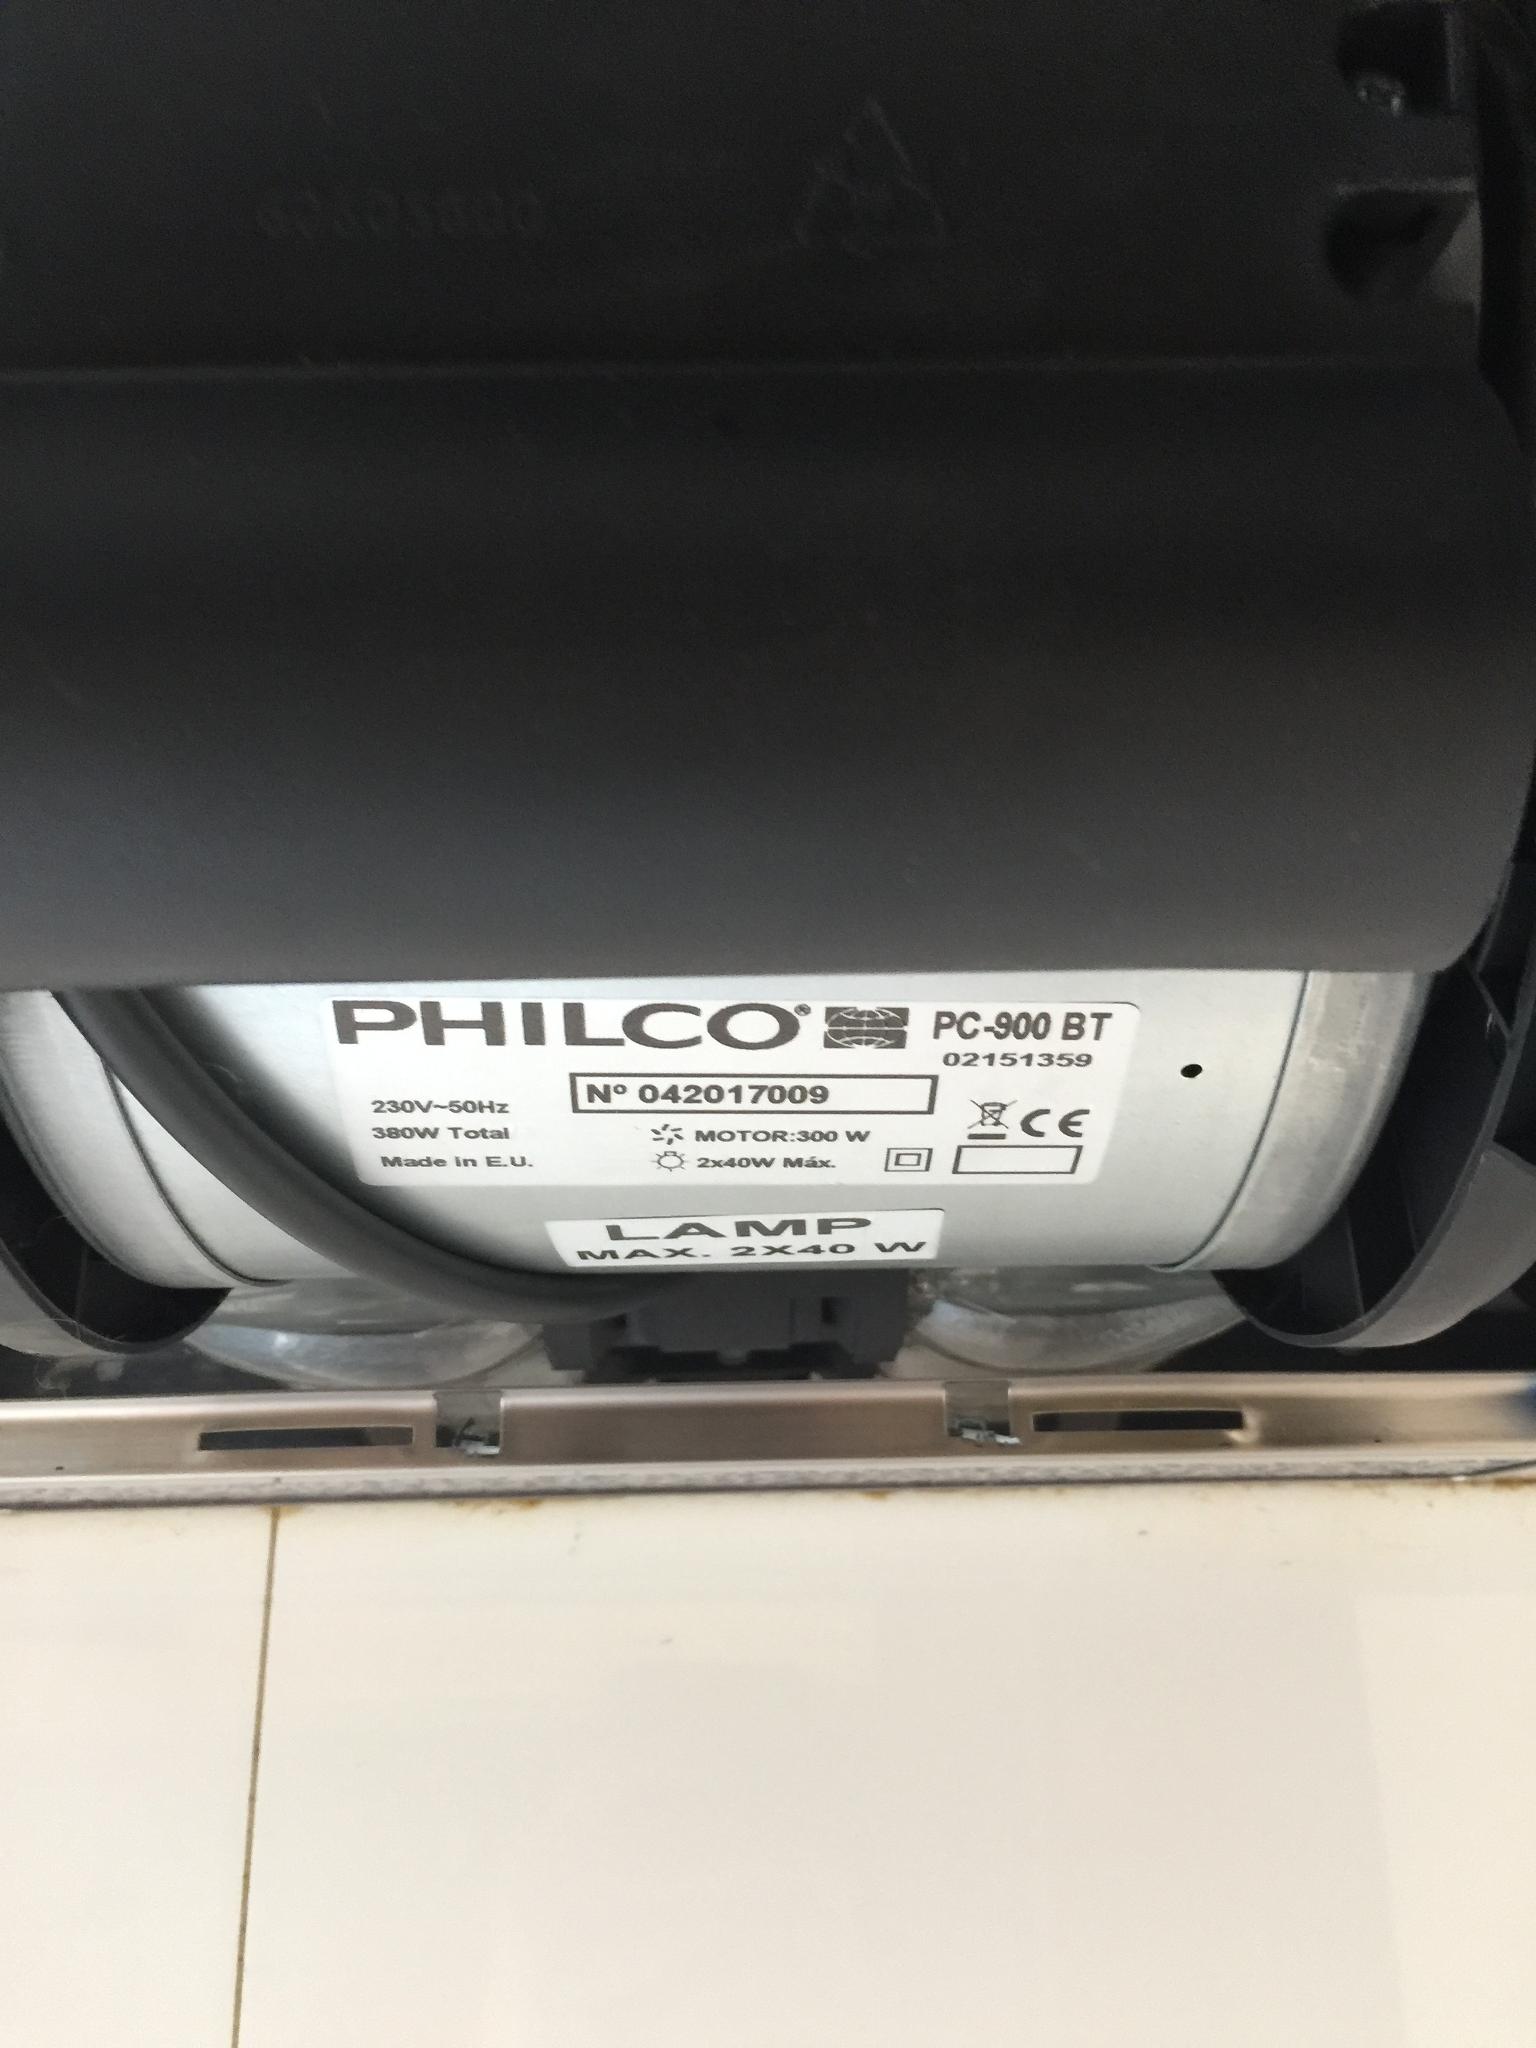 PHILCO® PC-900 BT
02151359
Nº 042017009
230V~50Hz
380W Total
MOTOR:300 W
Made in E.U.
2x40W Máx.
CE
LAMP
MAX. 2X40 W